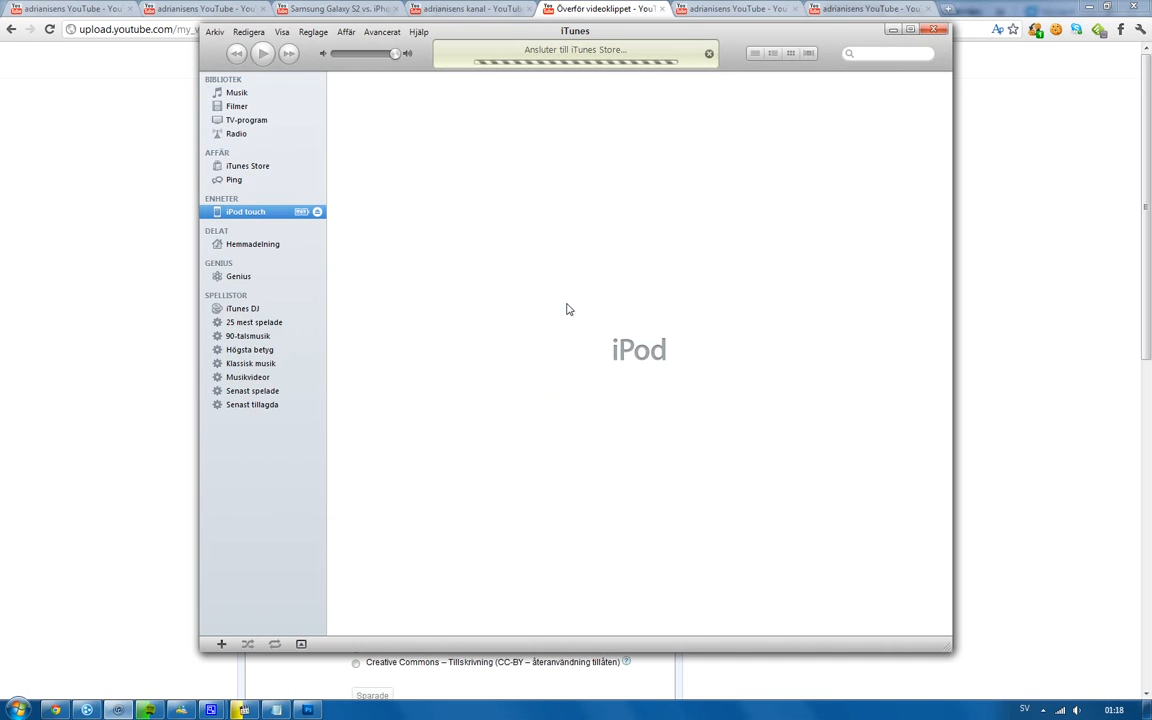 adrianisens YouTube - You
adrianisens YouTube - You
Samsung Galaxy S2 vs. iPho
adrianisens kanal - YouTub
Överför videoklippet - YouT
adrianisens YouTube - You
adrianisens YouTube - You
upload.youtube.com/my_v
iTunes
Arkiv Redigera Visa Reglage Affär Avancerat Hjälp
Ansluter till iTunes Store...
BIBLIOTEK
Musik
Filmer
TV-program
Radio
AFFÄR
iTunes Store
Ping
ENHETER
iPod touch
DELAT
Hemmadelning
GENIUS
Genius
SPELLISTOR
iTunes DJ
25 mest spelade
90-talsmusik
Högsta betyg
Klassisk musik
Musikvideor
Senast spelade
Senast tillagda
iPod
Creative Commons – Tillskrivning (CC-BY – återanvändning tillåten) ?
Sparade
SV 01:18